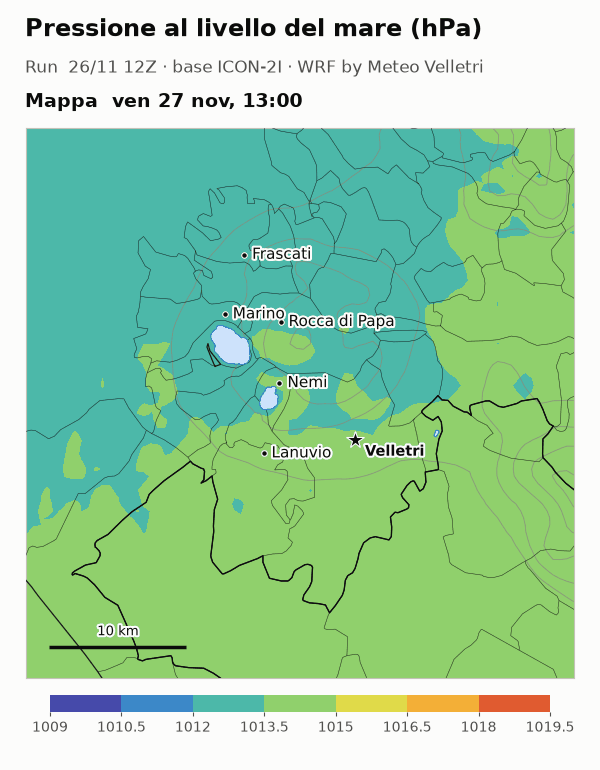 Pressione al livello del mare (hPa)
Run  26/11 12Z · base ICON-2I · WRF by Meteo Velletri
Mappa  ven 27 nov, 13:00
Frascati
Marino
Rocca di Papa
Nemi
Lanuvio
Velletri
10 km
1009 1010.5 1012 1013.5 1015 1016.5 1018 1019.5